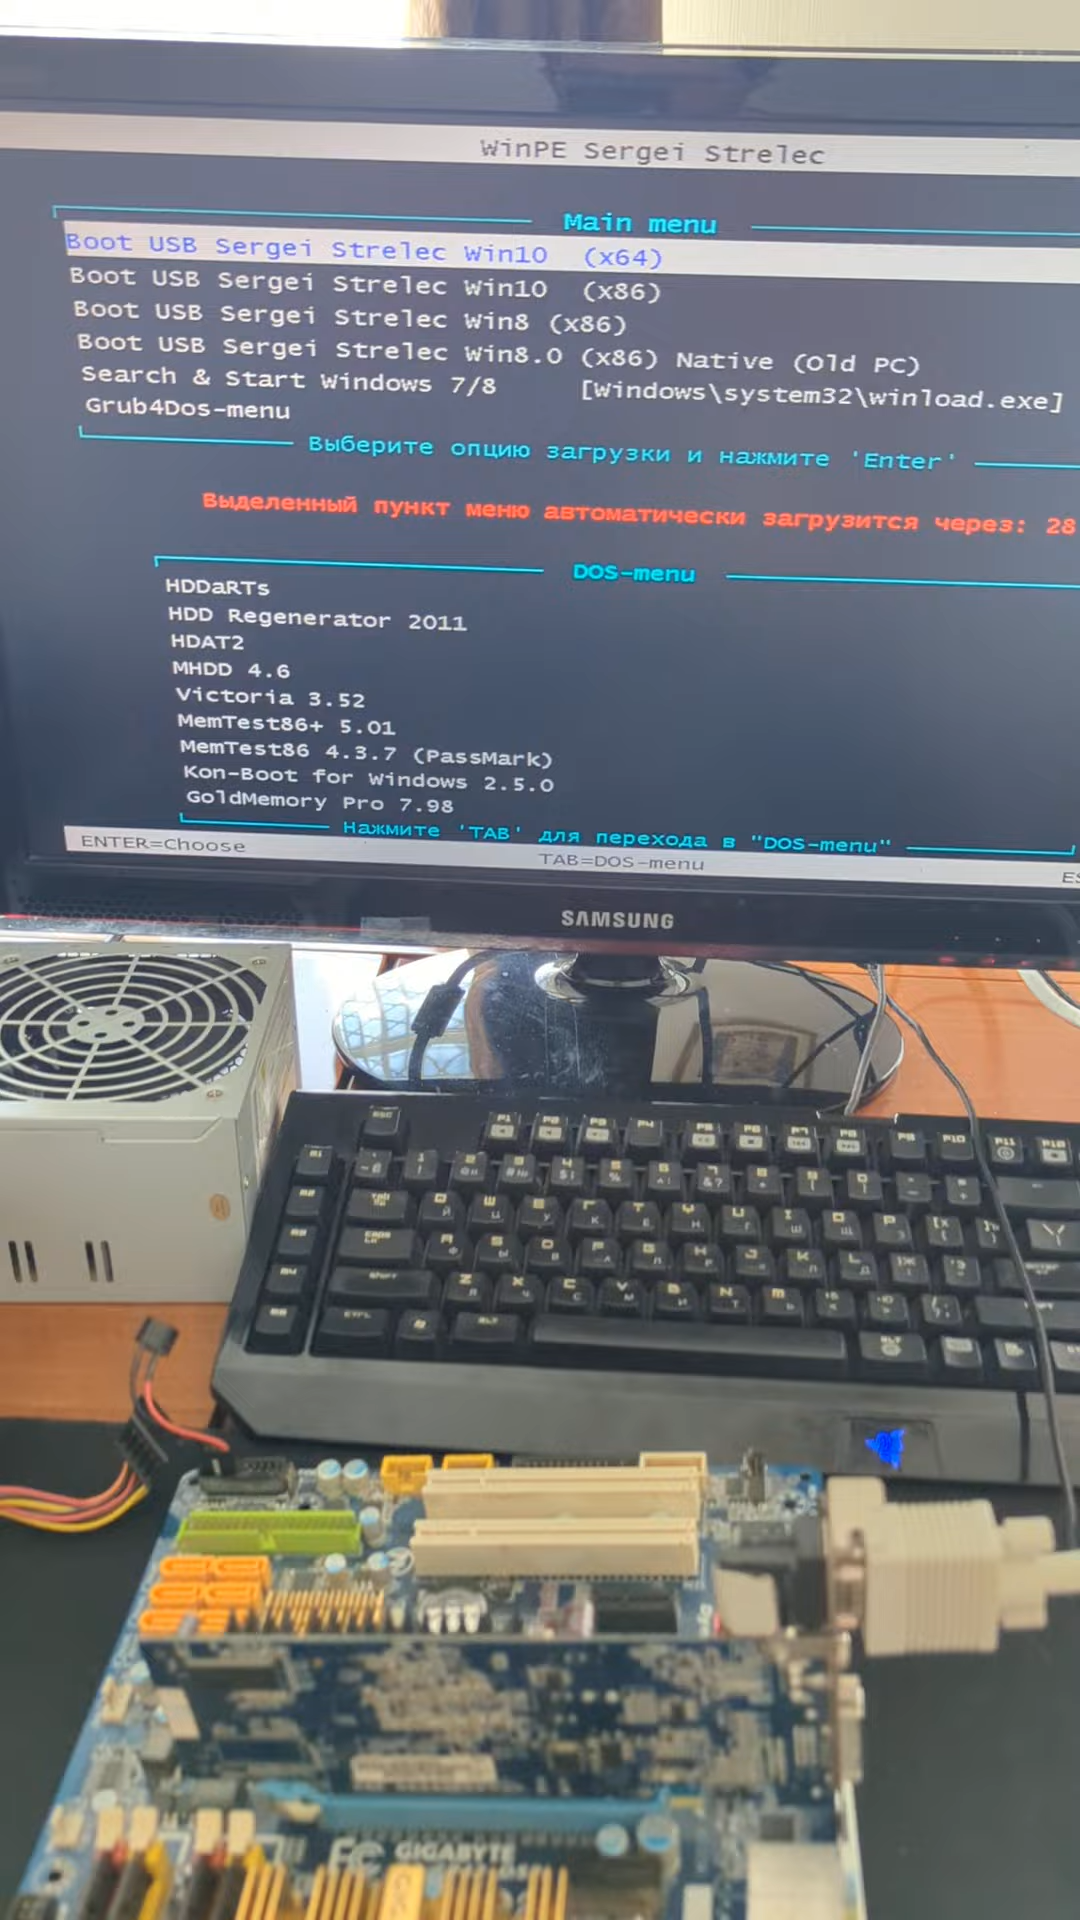 WinPE Sergei Strelec
Main menu
Boot USB Sergei Strelec Win10 (x64)
Boot USB Sergei Strelec Win10 (x86)
Boot USB Sergei Strelec Win8 (x86)
Boot USB Sergei Strelec Win8.0 (x86) Native (Old PC)
Search & Start Windows 7/8 [Windows\system32\winload.exe]
Grub4Dos-menu
Выберите опцию загрузки и нажмите 'Enter'
Выделенный пункт меню автоматически загрузится через: 28
DOS-menu
HDDaRTs
HDD Regenerator 2011
HDAT2
MHDD 4.6
Victoria 3.52
MemTest86+ 5.01
MemTest86 4.3.7 (PassMark)
Kon-Boot for Windows 2.5.0
GoldMemory Pro 7.98
Нажмите 'TAB' для перехода в "DOS-menu"
ENTER=Choose TAB=DOS-menu ES
SAMSUNG
GIGABYTE